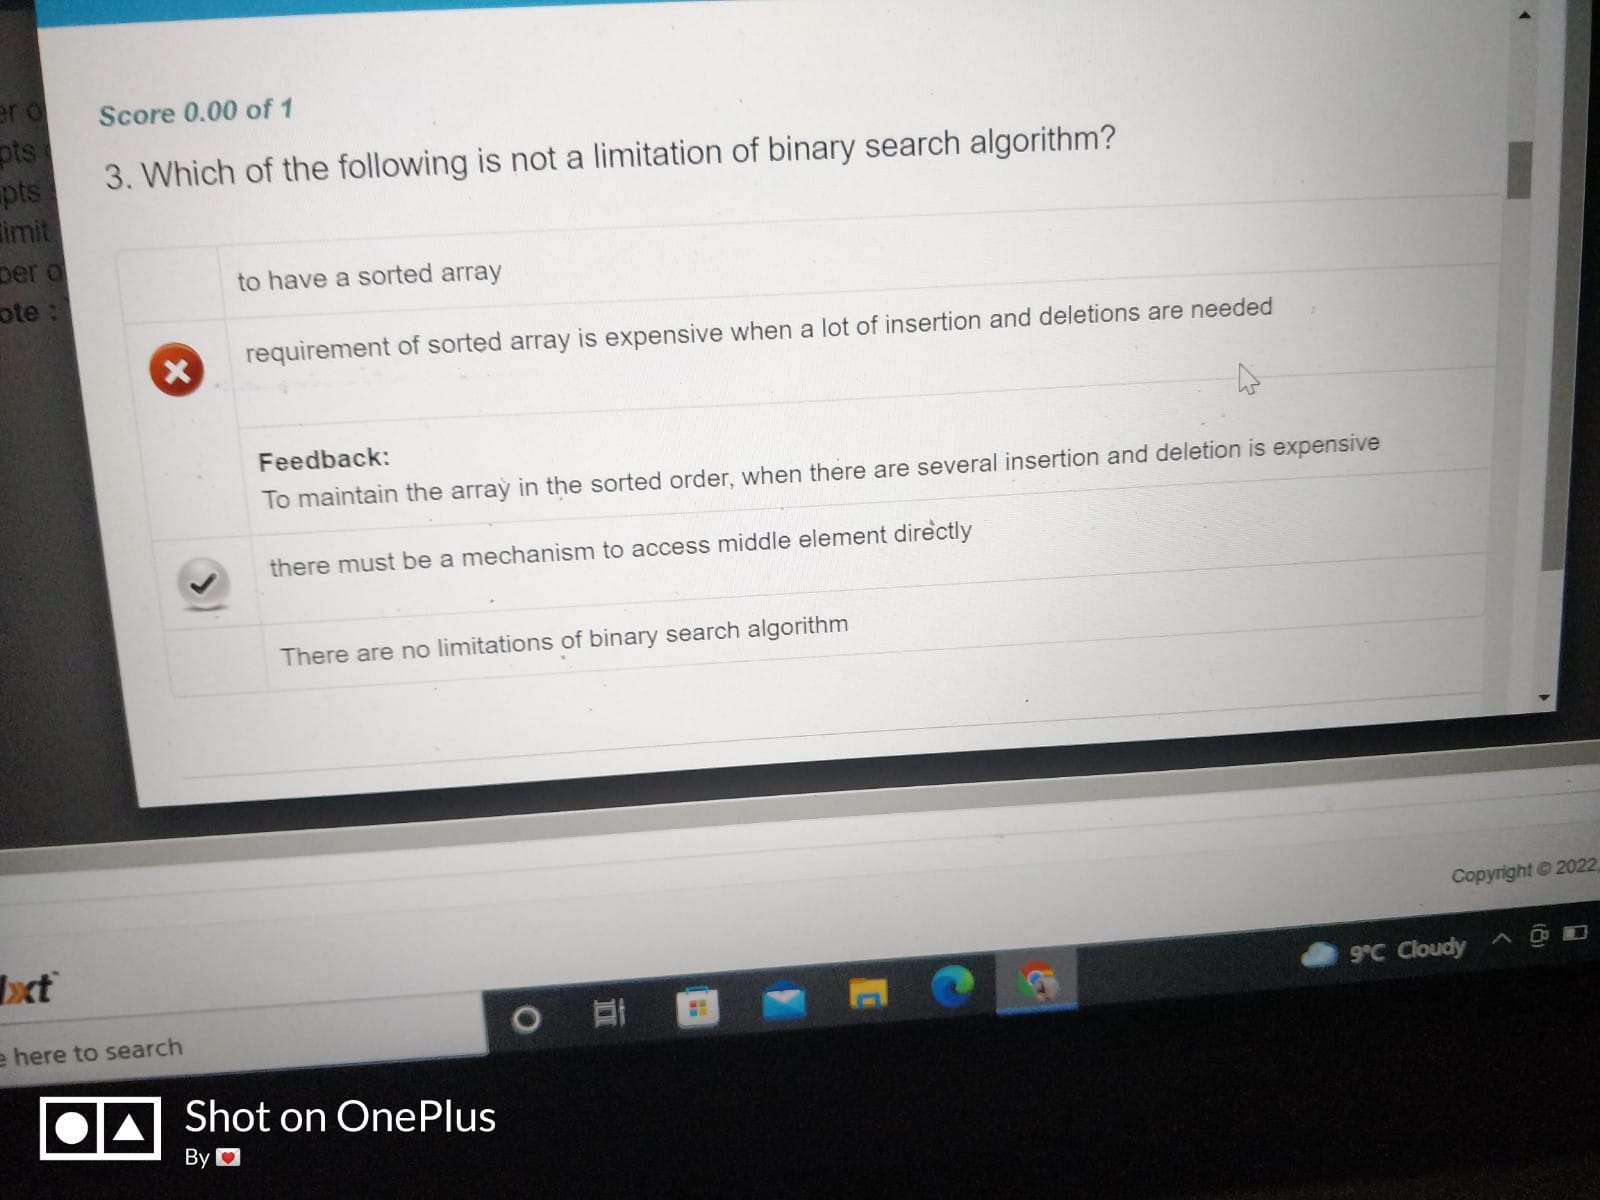 Score 0.00 of 1
3. Which of the following is not a limitation of binary search algorithm?
to have a sorted array
requirement of sorted array is expensive when a lot of insertion and deletions are needed
Feedback:
To maintain the array in the sorted order, when there are several insertion and deletion is expensive
there must be a mechanism to access middle element directly
There are no limitations of binary search algorithm
er o
pts
pts
limit
ber o
ote :
Copyright © 2022,
9°C Cloudy
lxt
e here to search
Shot on OnePlus
By 💌